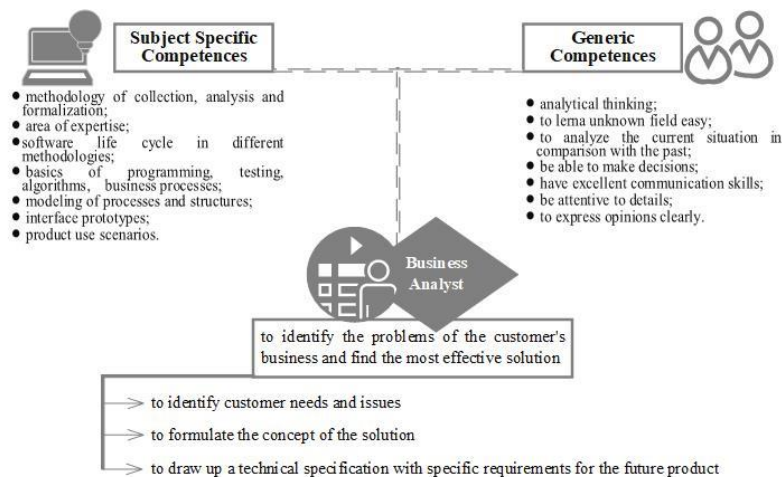 Subject Specific
Competences
● methodology of collection, analysis and
formalization;
● area of expertise;
● software life cycle in different
methodologies;
● basics of programming, testing,
algorithms, business processes;
● modeling of processes and structures;
● interface prototypes;
● product use scenarios.
Generic
Competences
● analytical thinking;
● to lerna unknown field easy;
● to analyze the current situation in
comparison with the past;
● be able to make decisions;
● have excellent communication skills;
● be attentive to details;
● to express opinions clearly.
Business
Analyst
to identify the problems of the customer's
business and find the most effective solution
to identify customer needs and issues
to formulate the concept of the solution
to draw up a technical specification with specific requirements for the future product